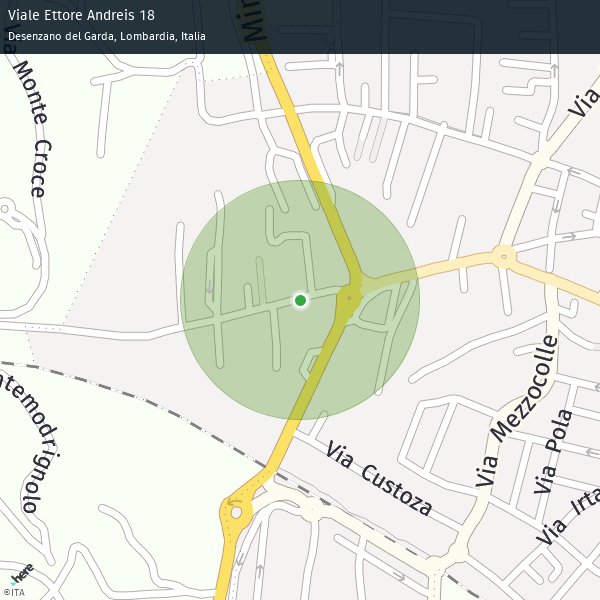 Viale Ettore Andreis 18
Desenzano del Garda, Lombardia, Italia
Monte Croce
Via
Via Mezzocolle
Via Pola
Via Custoza
here
©ITA